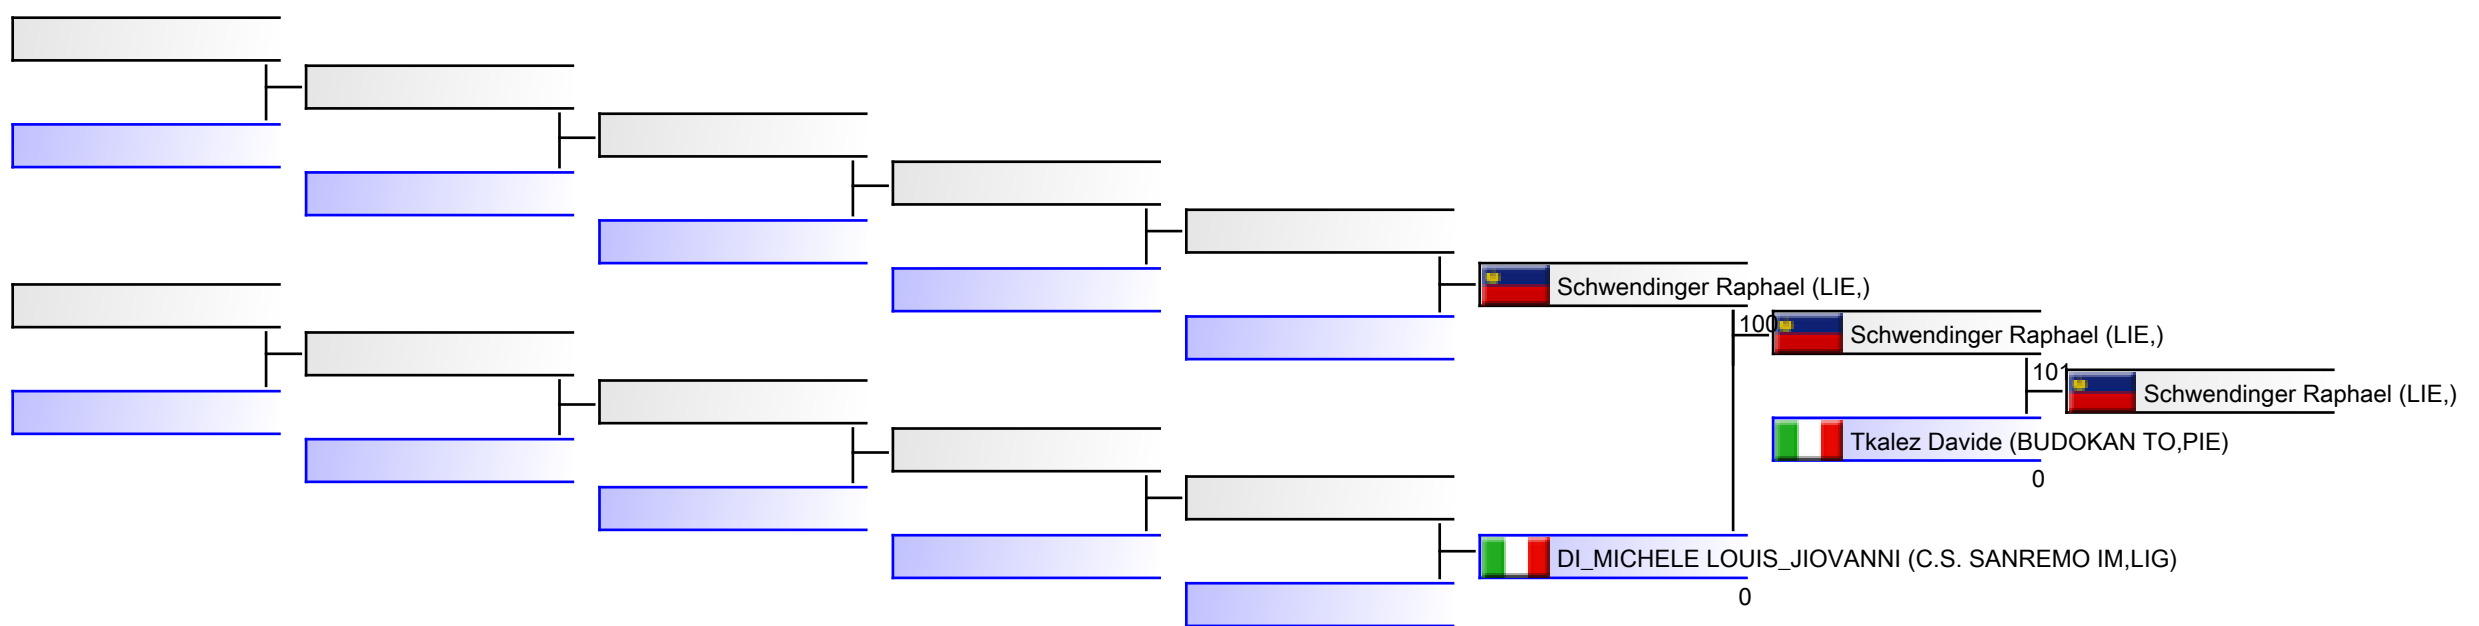 Schwendinger Raphael (LIE,)
100
Schwendinger Raphael (LIE,)
101
Schwendinger Raphael (LIE,)
Tkalez Davide (BUDOKAN TO,PIE)
0
DI_MICHELE LOUIS_JIOVANNI (C.S. SANREMO IM,LIG)
0